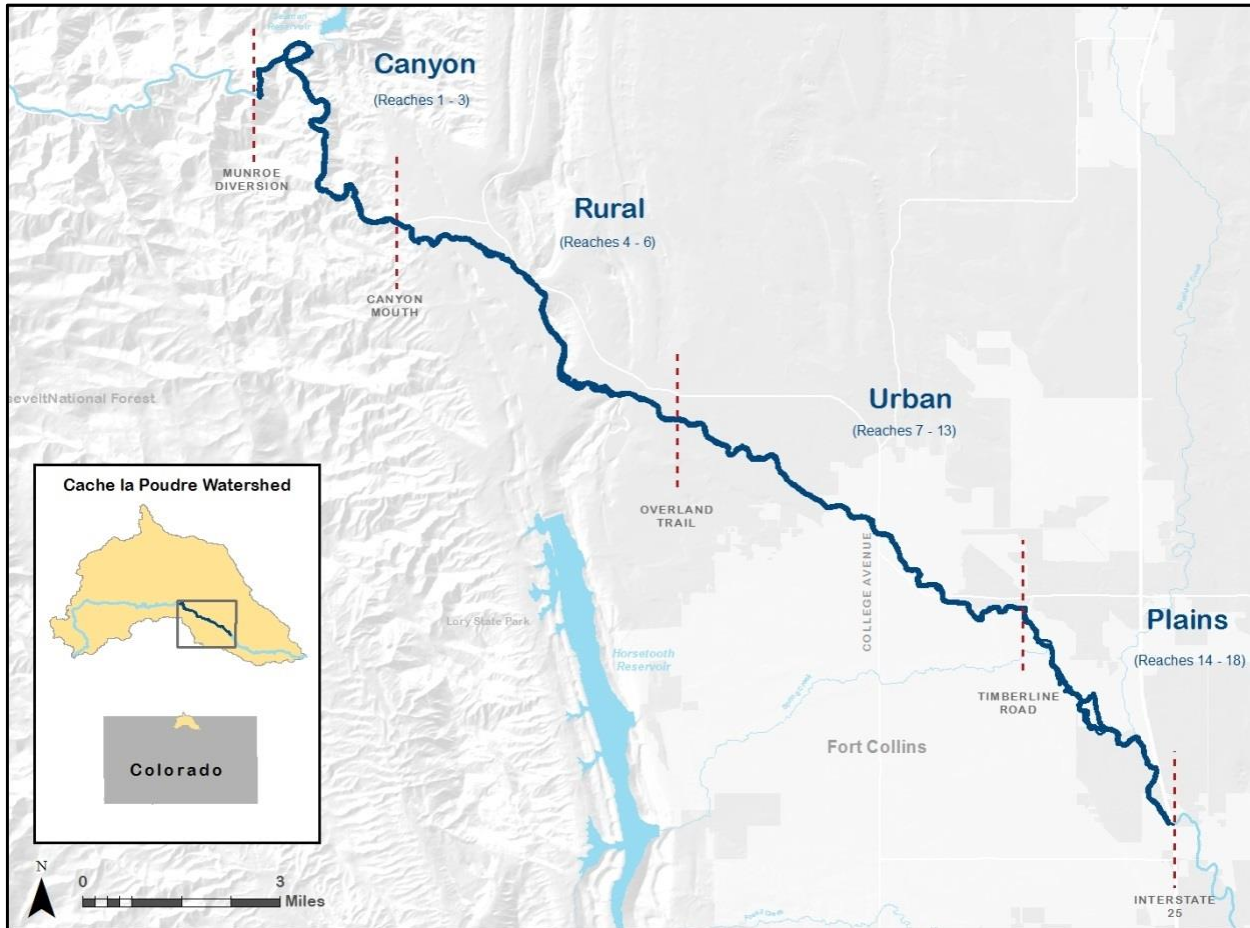 Reservoir
Canyon
(Reaches 1 - 3)
MUNROE
DIVERSION
Rural
(Reaches 4 - 6)
CANYON
MOUTH
eveltNational Forest
Urban
(Reaches 7 - 13)
OVERLAND
TRAIL
COLLEGE AVENUE
Cache la Poudre Watershed
Colorado
Lory State Park
Horsetooth
Reservoir
Plains
(Reaches 14 - 18)
TIMBERLINE
ROAD
Fort Collins
INTERSTATE
25
N
0 3
Miles